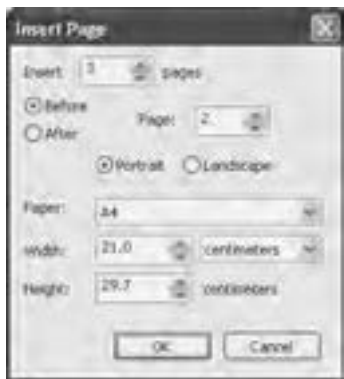 Insert Page
Insert: 3 pages
Before
After
Page: 2
Portrait Landscape
Paper: A4
Width: 21.0 centimeters
Height: 29.7 centimeters
OK Cancel